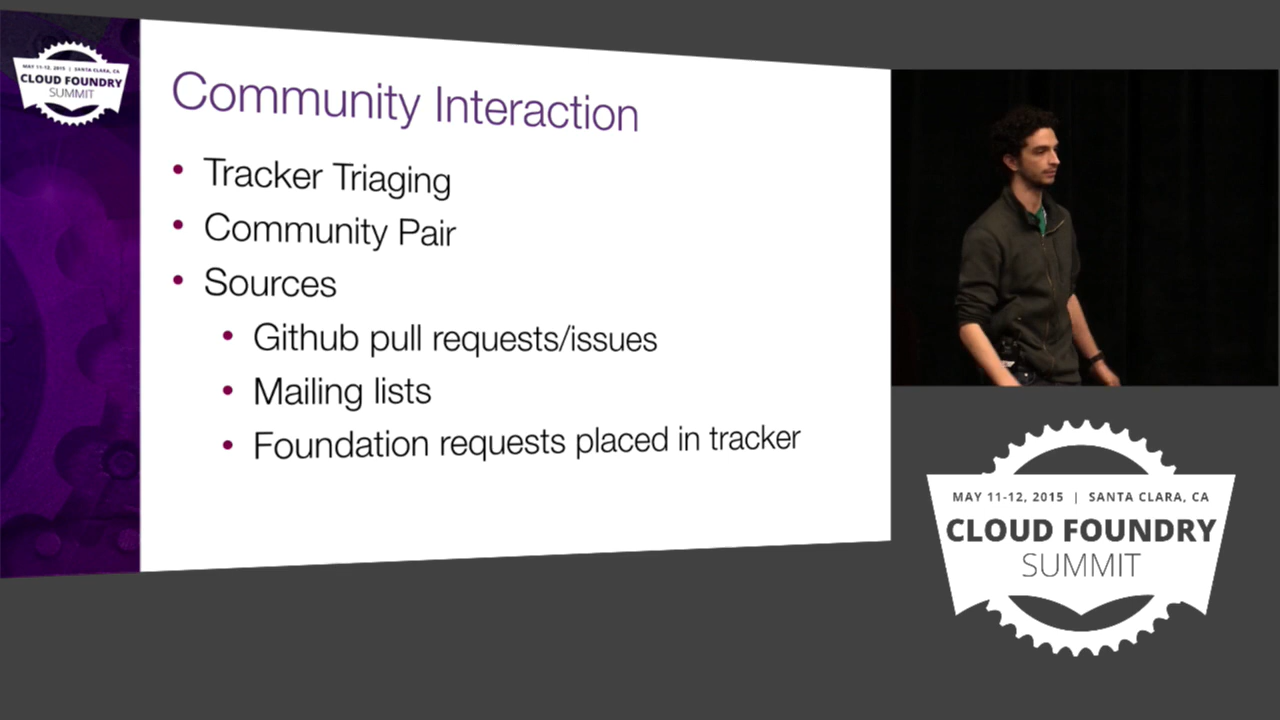 MAY 11-12, 2015 | SANTA CLARA, CA
CLOUD FOUNDRY
SUMMIT
Community Interaction
• Tracker Triaging
• Community Pair
• Sources
• Github pull requests/issues
• Mailing lists
• Foundation requests placed in tracker
MAY 11-12, 2015 | SANTA CLARA, CA
CLOUD FOUNDRY
SUMMIT